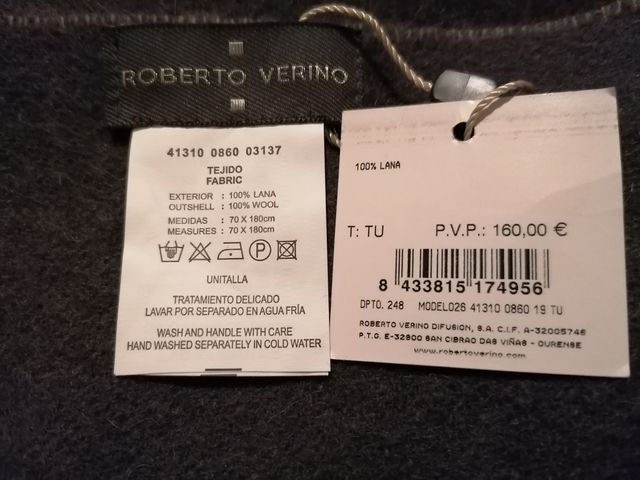 ROBERTO VERINO
41310 0860 03137
TEJIDO
FABRIC
EXTERIOR : 100% LANA
OUTSHELL : 100% WOOL
MEDIDAS : 70 X 180cm
MEASURES : 70 X 180cm
P
UNITALLA
TRATAMIENTO DELICADO
LAVAR POR SEPARADO EN AGUA FRÍA
WASH AND HANDLE WITH CARE
HAND WASHED SEPARATELY IN COLD WATER
100% LANA
T: TU P.V.P.: 160,00 €
8 433815 174956
DPTO. 248 MODELO26 41310 0860 19 TU
ROBERTO VERINO DIFUSION, S.A. C.I.F. A-32005746
P.T.G. E-32900 SAN CIBRAO DAS VIÑAS - OURENSE
www.robertoverino.com